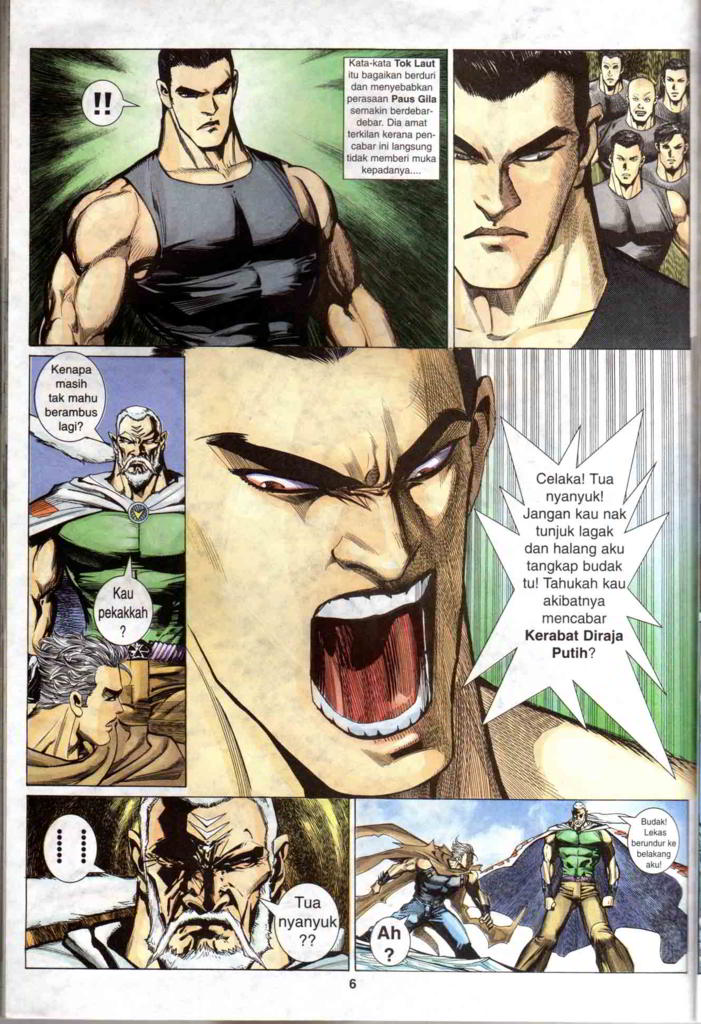 !!
Kata-kata Tok Laut
itu bagaikan berduri
dan menyebabkan
perasaan Paus Gila
semakin berdebar-
debar. Dia amat
terkilan kerana pen-
cabar ini langsung
tidak memberi muka
kepadanya....
Kenapa
masih
tak mahu
berambus
lagi?
Kau
pekakkah
?
Celaka! Tua
nyanyuk!
Jangan kau nak
tunjuk lagak
dan halang aku
tangkap budak
tu! Tahukah kau
akibatnya
mencabar
Kerabat Diraja
Putih?
Tua
nyanyuk
??
Budak!
Lekas
berundur ke
belakang
aku!
Ah
?
6